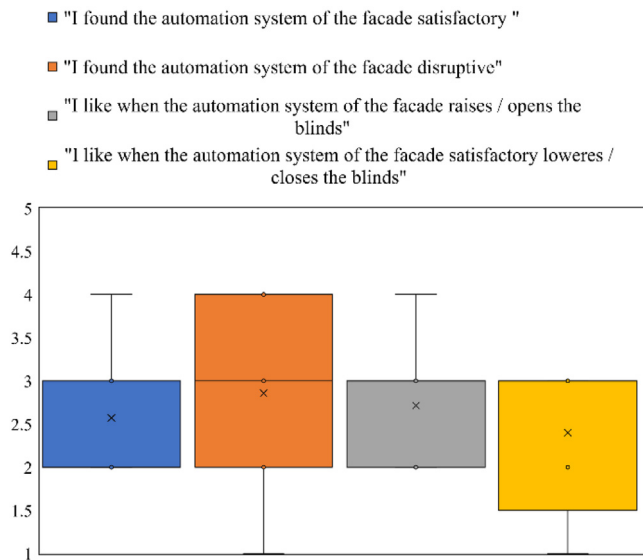 "I found the automation system of the facade satisfactory "
"I found the automation system of the facade disruptive"
"I like when the automation system of the facade raises / opens the
blinds"
"I like when the automation system of the facade satisfactory loweres /
closes the blinds"
5
4.5
4
3.5
3
2.5
2
1.5
1